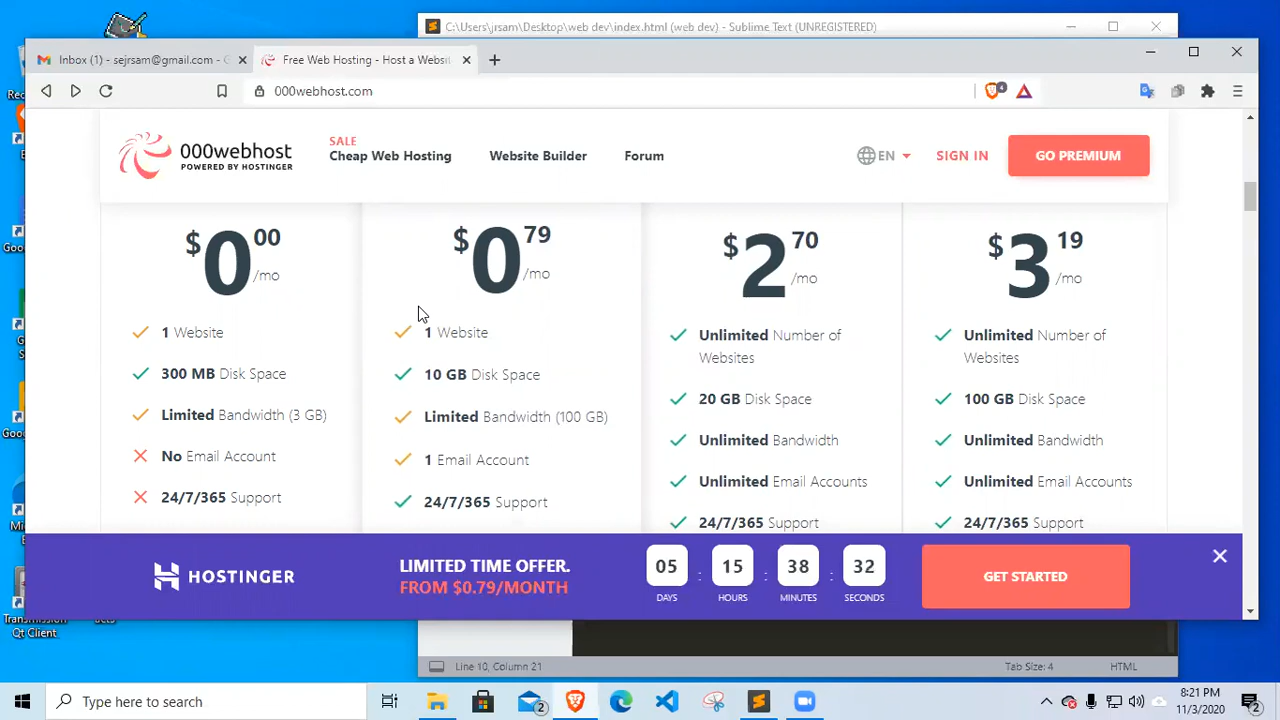 C:\Users\jrsam\Desktop\web dev\index.html (web dev) - Sublime Text (UNREGISTERED)
Inbox (1) - sejrsam@gmail.com - G
Free Web Hosting - Host a Websit
000webhost.com
4
000webhost
POWERED BY HOSTINGER
SALE
Cheap Web Hosting
Website Builder
Forum
EN
SIGN IN
GO PREMIUM
$0.00 /mo
1 Website
300 MB Disk Space
Limited Bandwidth (3 GB)
No Email Account
24/7/365 Support
$0.79 /mo
1 Website
10 GB Disk Space
Limited Bandwidth (100 GB)
1 Email Account
24/7/365 Support
$2 70 /mo
Unlimited Number of
Websites
20 GB Disk Space
Unlimited Bandwidth
Unlimited Email Accounts
24/7/365 Support
$3 19 /mo
Unlimited Number of
Websites
100 GB Disk Space
Unlimited Bandwidth
Unlimited Email Accounts
24/7/365 Support
HOSTINGER
LIMITED TIME OFFER.
FROM $0.79/MONTH
05 : 15 : 38 : 32
DAYS HOURS MINUTES SECONDS
GET STARTED
Qt Client
Line 10, Column 21
Tab Size: 4
HTML
Type here to search
2
8:21 PM
11/3/2020
2